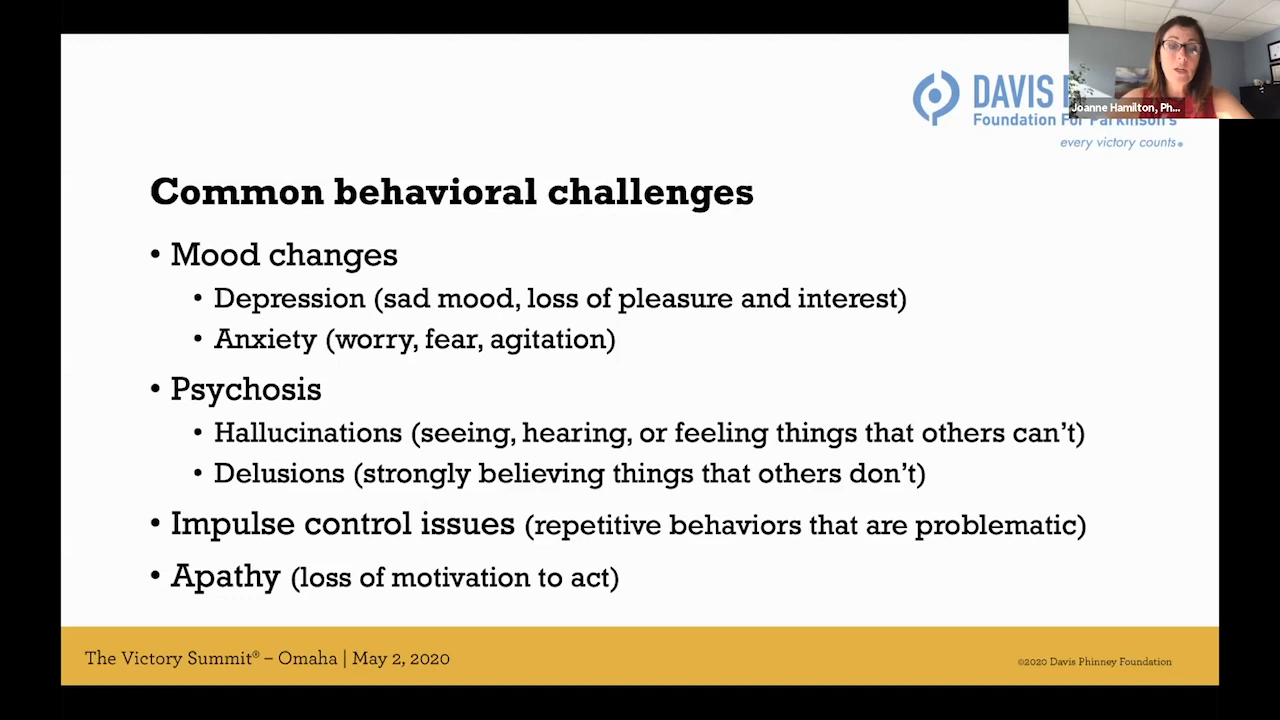 DAVIS
Foundation For Parkinson's
every victory counts.
Joanne Hamilton, Ph...
Common behavioral challenges
• Mood changes
• Depression (sad mood, loss of pleasure and interest)
• Anxiety (worry, fear, agitation)
• Psychosis
• Hallucinations (seeing, hearing, or feeling things that others can't)
• Delusions (strongly believing things that others don't)
• Impulse control issues (repetitive behaviors that are problematic)
• Apathy (loss of motivation to act)
The Victory Summit® – Omaha | May 2, 2020
©2020 Davis Phinney Foundation